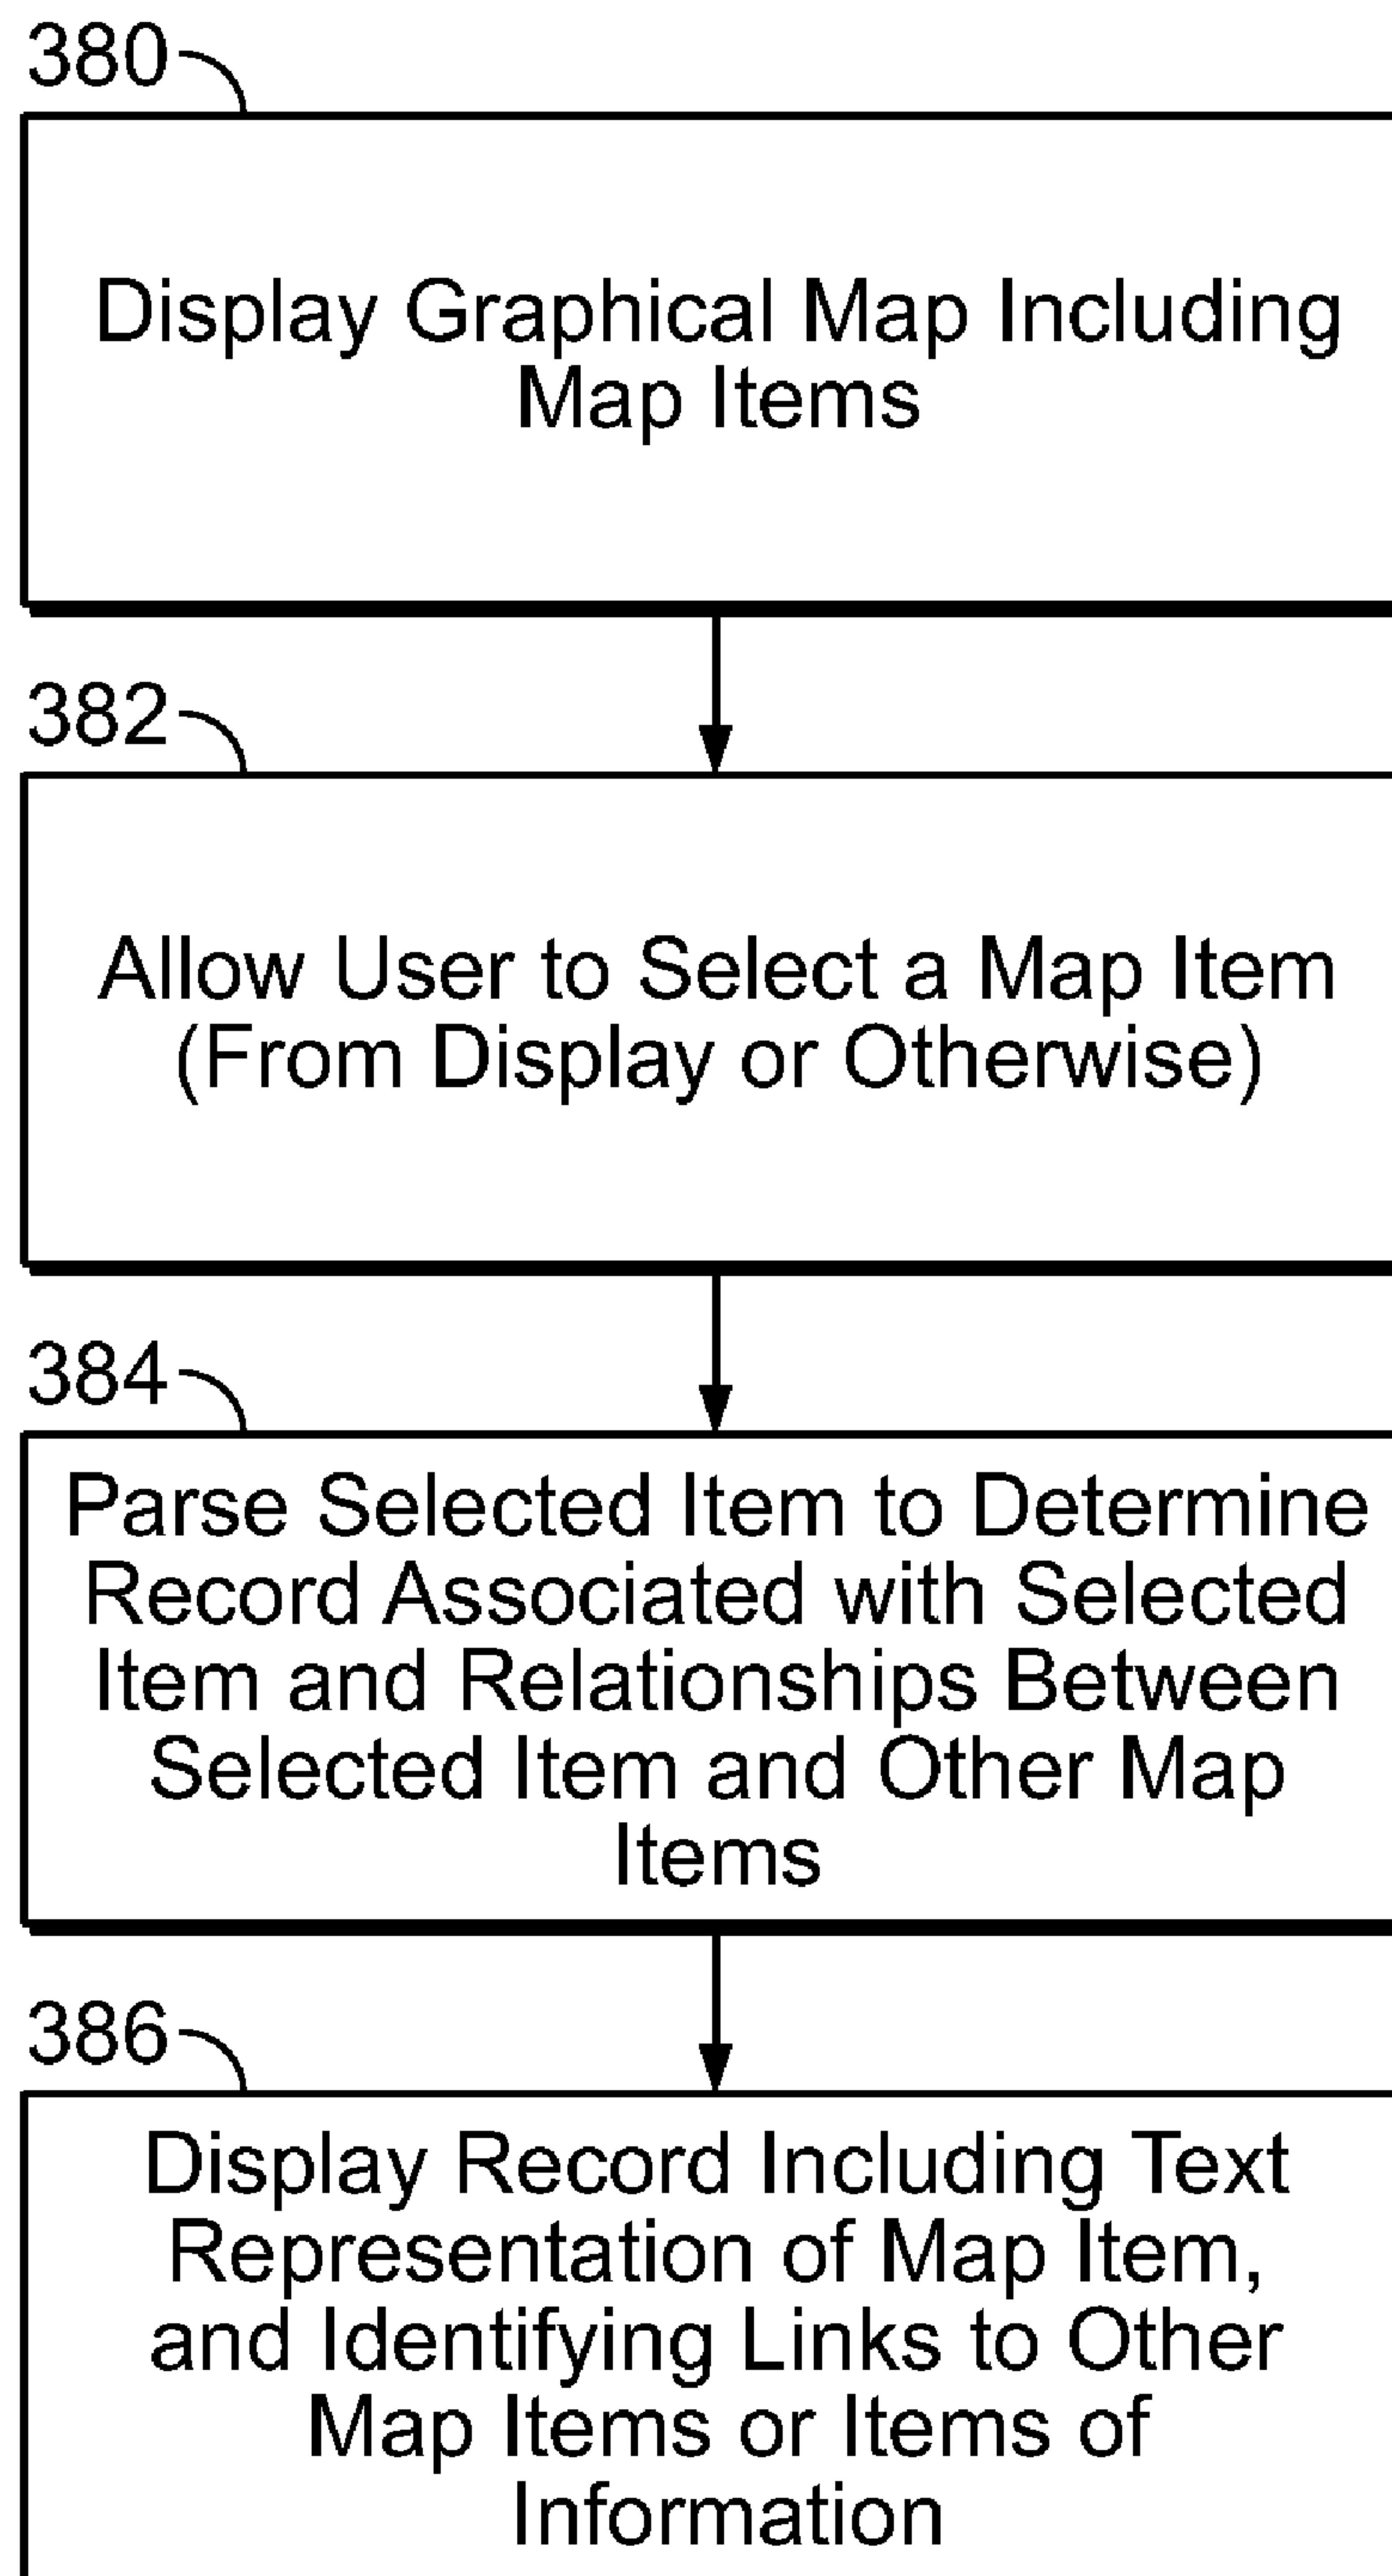 380
Display Graphical Map Including
Map Items
382
Allow User to Select a Map Item
(From Display or Otherwise)
384
Parse Selected Item to Determine
Record Associated with Selected
Item and Relationships Between
Selected Item and Other Map
Items
386
Display Record Including Text
Representation of Map Item,
and Identifying Links to Other
Map Items or Items of
Information